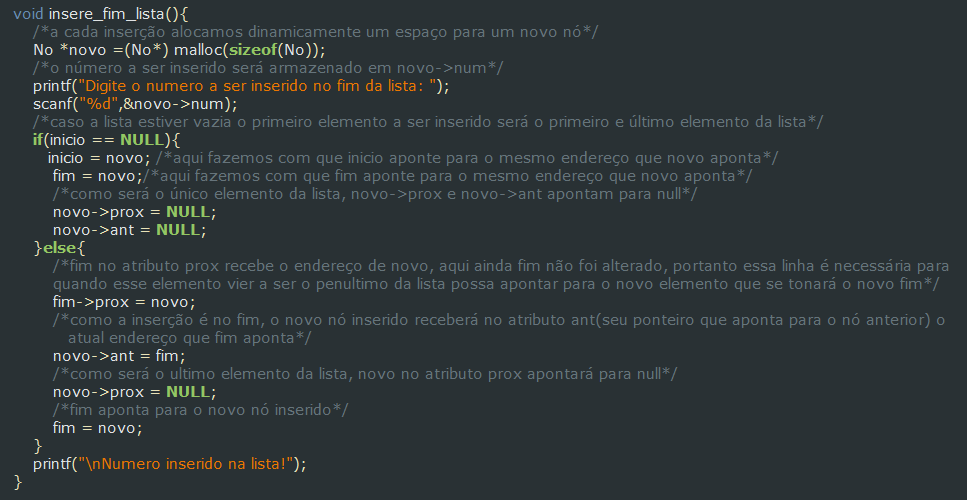 void insere_fim_lista(){
/*a cada inserção alocamos dinamicamente um espaço para um novo nó*/
No *novo =(No*) malloc(sizeof(No));
/*o número a ser inserido será armazenado em novo->num*/
printf("Digite o numero a ser inserido no fim da lista: ");
scanf("%d",&novo->num);
/*caso a lista estiver vazia o primeiro elemento a ser inserido será o primeiro e último elemento da lista*/
if(inicio == NULL){
inicio = novo; /*aqui fazemos com que inicio aponte para o mesmo endereço que novo aponta*/
fim = novo;/*aqui fazemos com que fim aponte para o mesmo endereço que novo aponta*/
/*como será o único elemento da lista, novo->prox e novo->ant apontam para null*/
novo->prox = NULL;
novo->ant = NULL;
}else{
/*fim no atributo prox recebe o endereço de novo, aqui ainda fim não foi alterado, portanto essa linha é necessária para
quando esse elemento vier a ser o penultimo da lista possa apontar para o novo elemento que se tonará o novo fim*/
fim->prox = novo;
/*como a inserção é no fim, o novo nó inserido receberá no atributo ant(seu ponteiro que aponta para o nó anterior) o
atual endereço que fim aponta*/
novo->ant = fim;
/*como será o ultimo elemento da lista, novo no atributo prox apontará para null*/
novo->prox = NULL;
/*fim aponta para o novo nó inserido*/
fim = novo;
}
printf("\nNumero inserido na lista!");
}